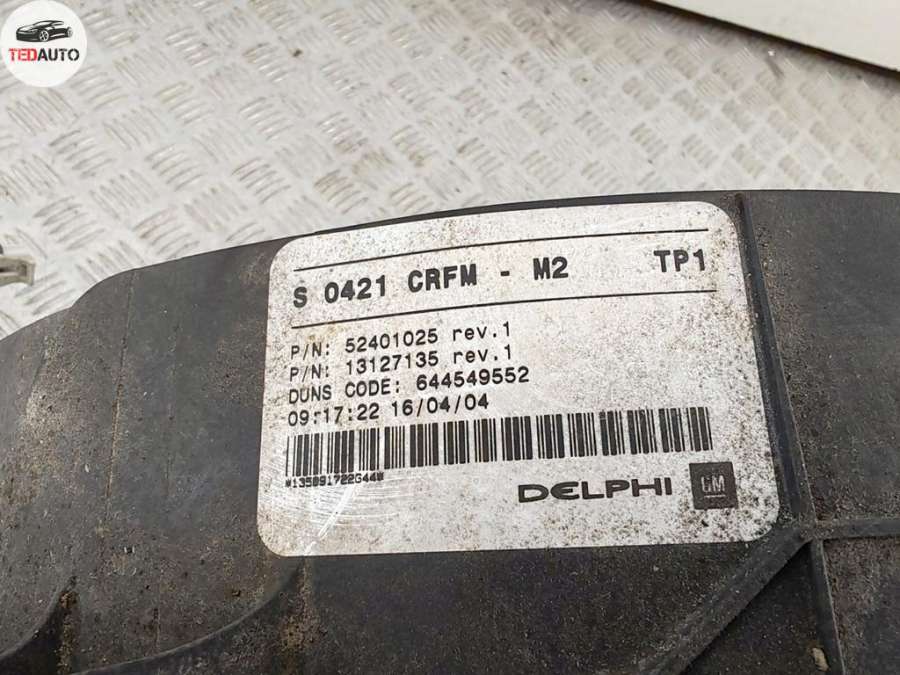 TEDAUTO
S 0421 CRFM - M2 TP1
P/N: 52401025 rev.1
P/N: 13127135 rev.1
DUNS CODE: 644549552
09:17:22 16/04/04
DELPHI GM